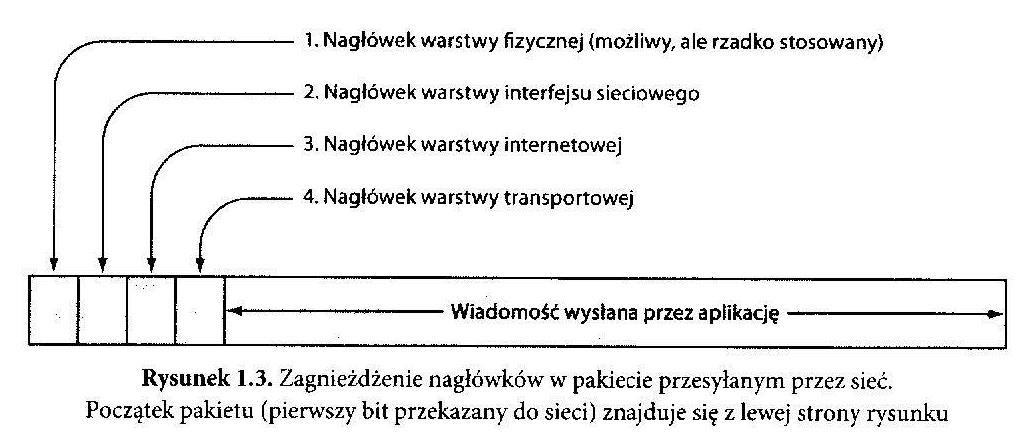 1. Nagłówek warstwy fizycznej (możliwy, ale rzadko stosowany)
2. Nagłówek warstwy interfejsu sieciowego
3. Nagłówek warstwy internetowej
4. Nagłówek warstwy transportowej
Wiadomość wysłana przez aplikację
Rysunek 1.3. Zagnieżdżenie nagłówków w pakiecie przesyłanym przez sieć.
Początek pakietu (pierwszy bit przekazany do sieci) znajduje się z lewej strony rysunku